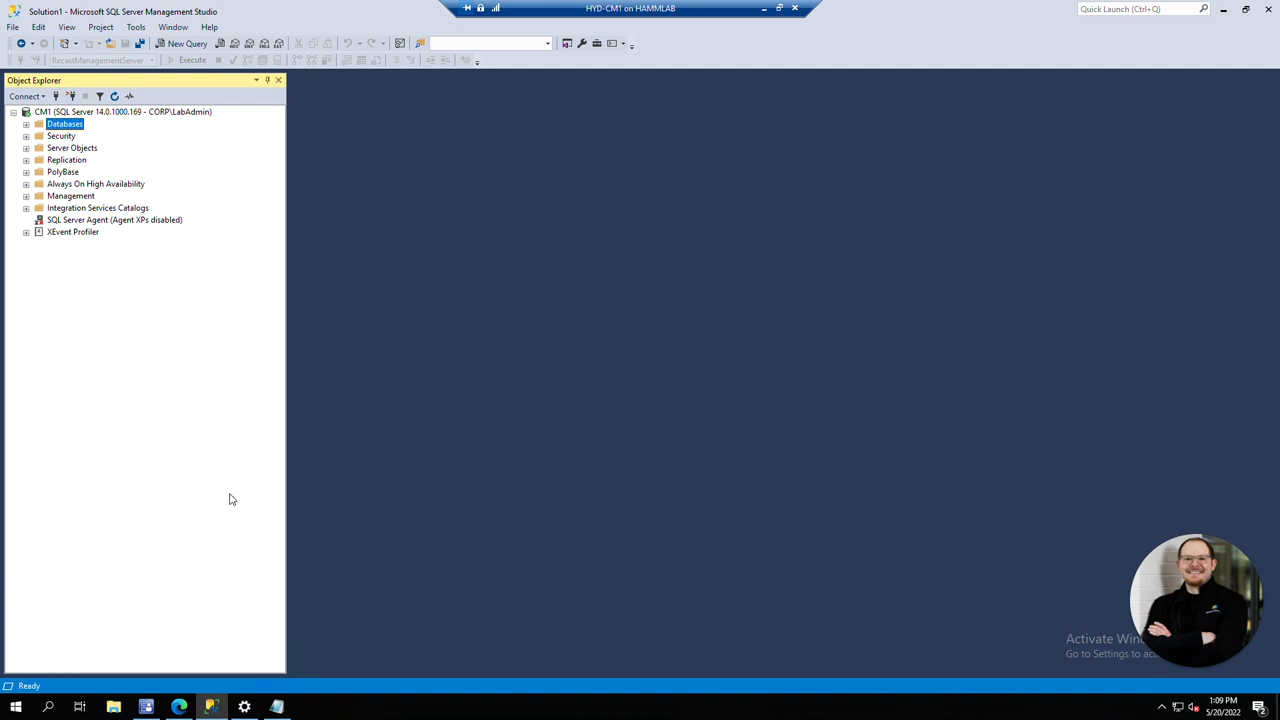 Solution1 - Microsoft SQL Server Management Studio
HYD-CM1 on HAMMLAB
Quick Launch (Ctrl+Q)
File Edit View Project Tools Window Help
New Query
RecastManagementServer
Execute
Object Explorer
Connect
CM1 (SQL Server 14.0.1000.169 - CORP\LabAdmin)
Databases
Security
Server Objects
Replication
PolyBase
Always On High Availability
Management
Integration Services Catalogs
SQL Server Agent (Agent XPs disabled)
XEvent Profiler
Activate
Go to Settings to
Ready
1:09 PM
5/20/2022
2